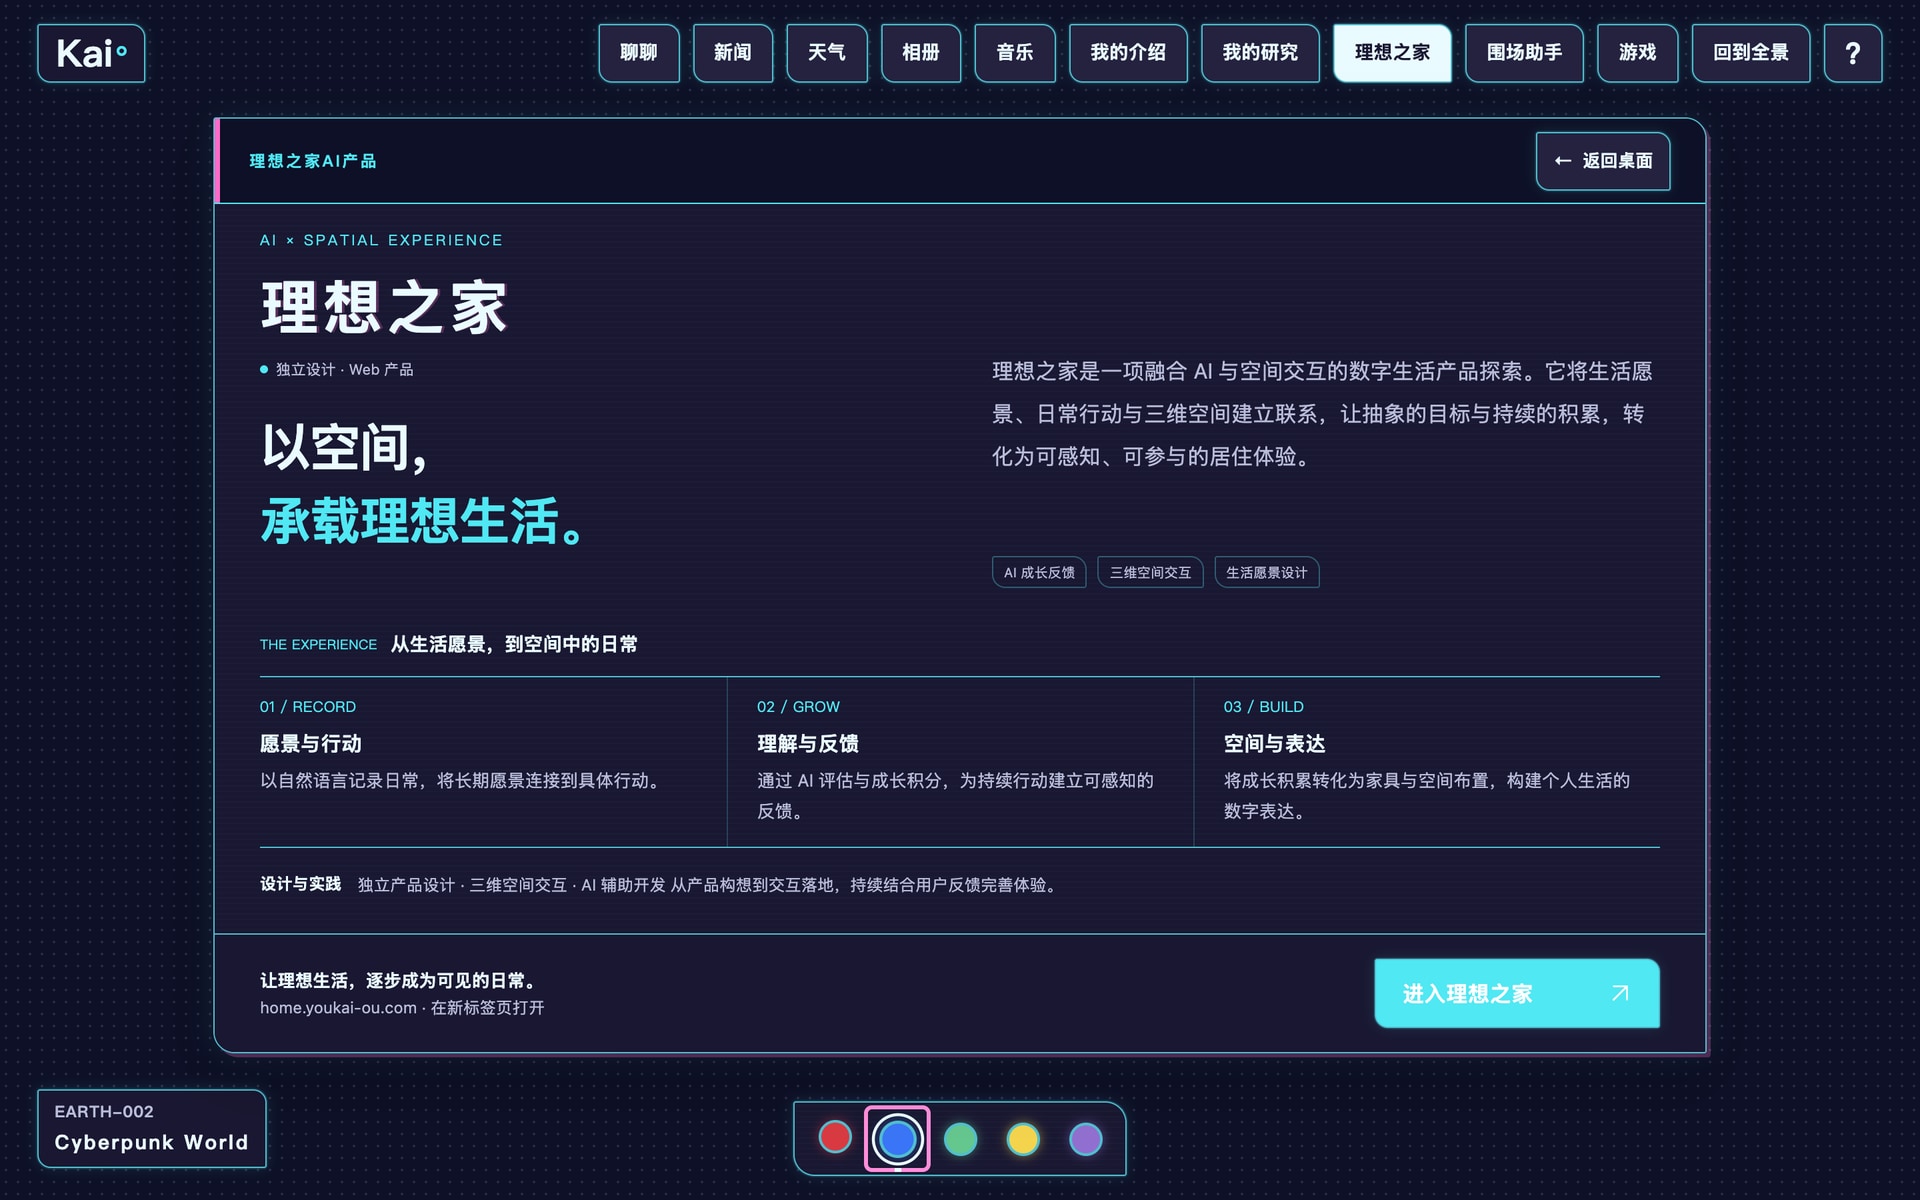 Kai
聊聊
新闻
天气
相册
音乐
我的介绍
我的研究
理想之家
围场助手
游戏
回到全景
?
理想之家AI产品
← 返回桌面
AI × SPATIAL EXPERIENCE
理想之家
独立设计 · Web 产品
以空间,
承载理想生活。
理想之家是一项融合 AI 与空间交互的数字生活产品探索。它将生活愿
景、日常行动与三维空间建立联系，让抽象的目标与持续的积累，转
化为可感知、可参与的居住体验。
AI 成长反馈
三维空间交互
生活愿景设计
THE EXPERIENCE 从生活愿景，到空间中的日常
01 / RECORD
愿景与行动
以自然语言记录日常，将长期愿景连接到具体行动。
02 / GROW
理解与反馈
通过 AI 评估与成长积分，为持续行动建立可感知的
反馈。
03 / BUILD
空间与表达
将成长积累转化为家具与空间布置，构建个人生活的
数字表达。
设计与实践 独立产品设计 · 三维空间交互 · AI 辅助开发 从产品构想到交互落地，持续结合用户反馈完善体验。
让理想生活，逐步成为可见的日常。
home.youkai-ou.com · 在新标签页打开
进入理想之家
EARTH-002
Cyberpunk World